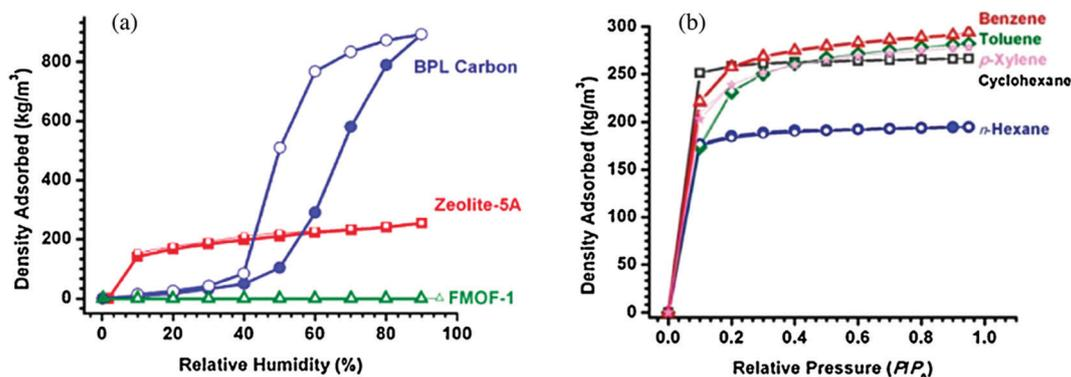 (a)
Density Adsorbed (kg/m³)
800
600
400
200
0
BPL Carbon
Zeolite-5A
FMOF-1
0 20 40 60 80 100
Relative Humidity (%)
(b)
Density Adsorbed (kg/m³)
300
250
200
150
100
50
0
Benzene
Toluene
p-Xylene
Cyclohexane
n-Hexane
0.0 0.2 0.4 0.6 0.8 1.0
Relative Pressure (P/Pₒ)